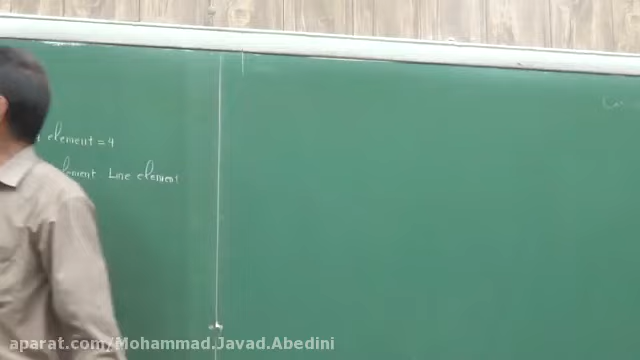 element = 4
element Line element
aparat.com/Mohammad.Javad.Abedini